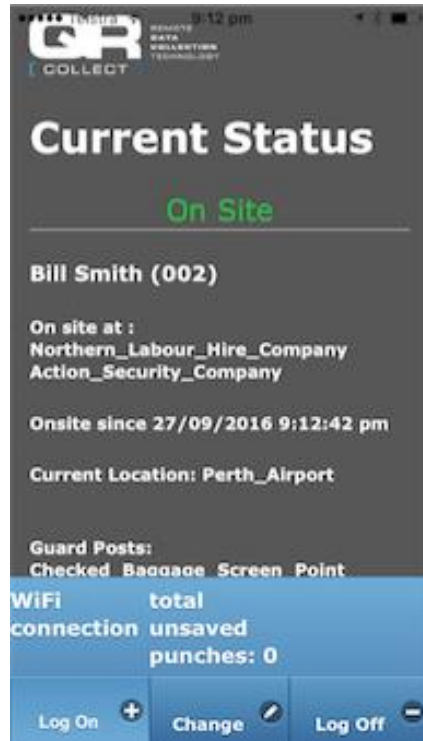 Telstra 9:12 pm
QR REMOTE
DATA
COLLECTION
TECHNOLOGY
[ COLLECT ]
Current Status
On Site
Bill Smith (002)
On site at :
Northern_Labour_Hire_Company
Action_Security_Company
Onsite since 27/09/2016 9:12:42 pm
Current Location: Perth_Airport
Guard Posts:
Checked_Baggage_Screen_Point
WiFi total
connection unsaved
punches: 0
Log On Change Log Off